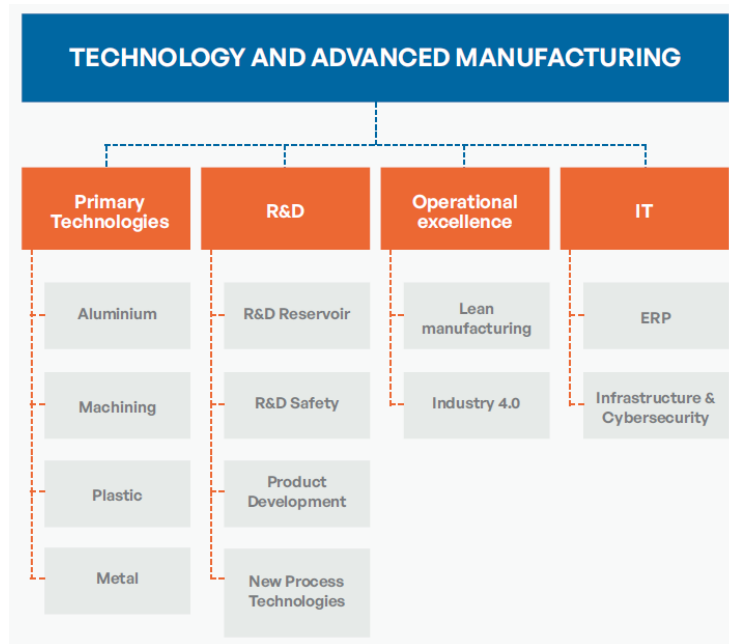 TECHNOLOGY AND ADVANCED MANUFACTURING
Primary
Technologies
R&D
Operational
excellence
IT
Aluminium
Machining
Plastic
Metal
R&D Reservoir
R&D Safety
Product
Development
New Process
Technologies
Lean
manufacturing
Industry 4.0
ERP
Infrastructure &
Cybersecurity